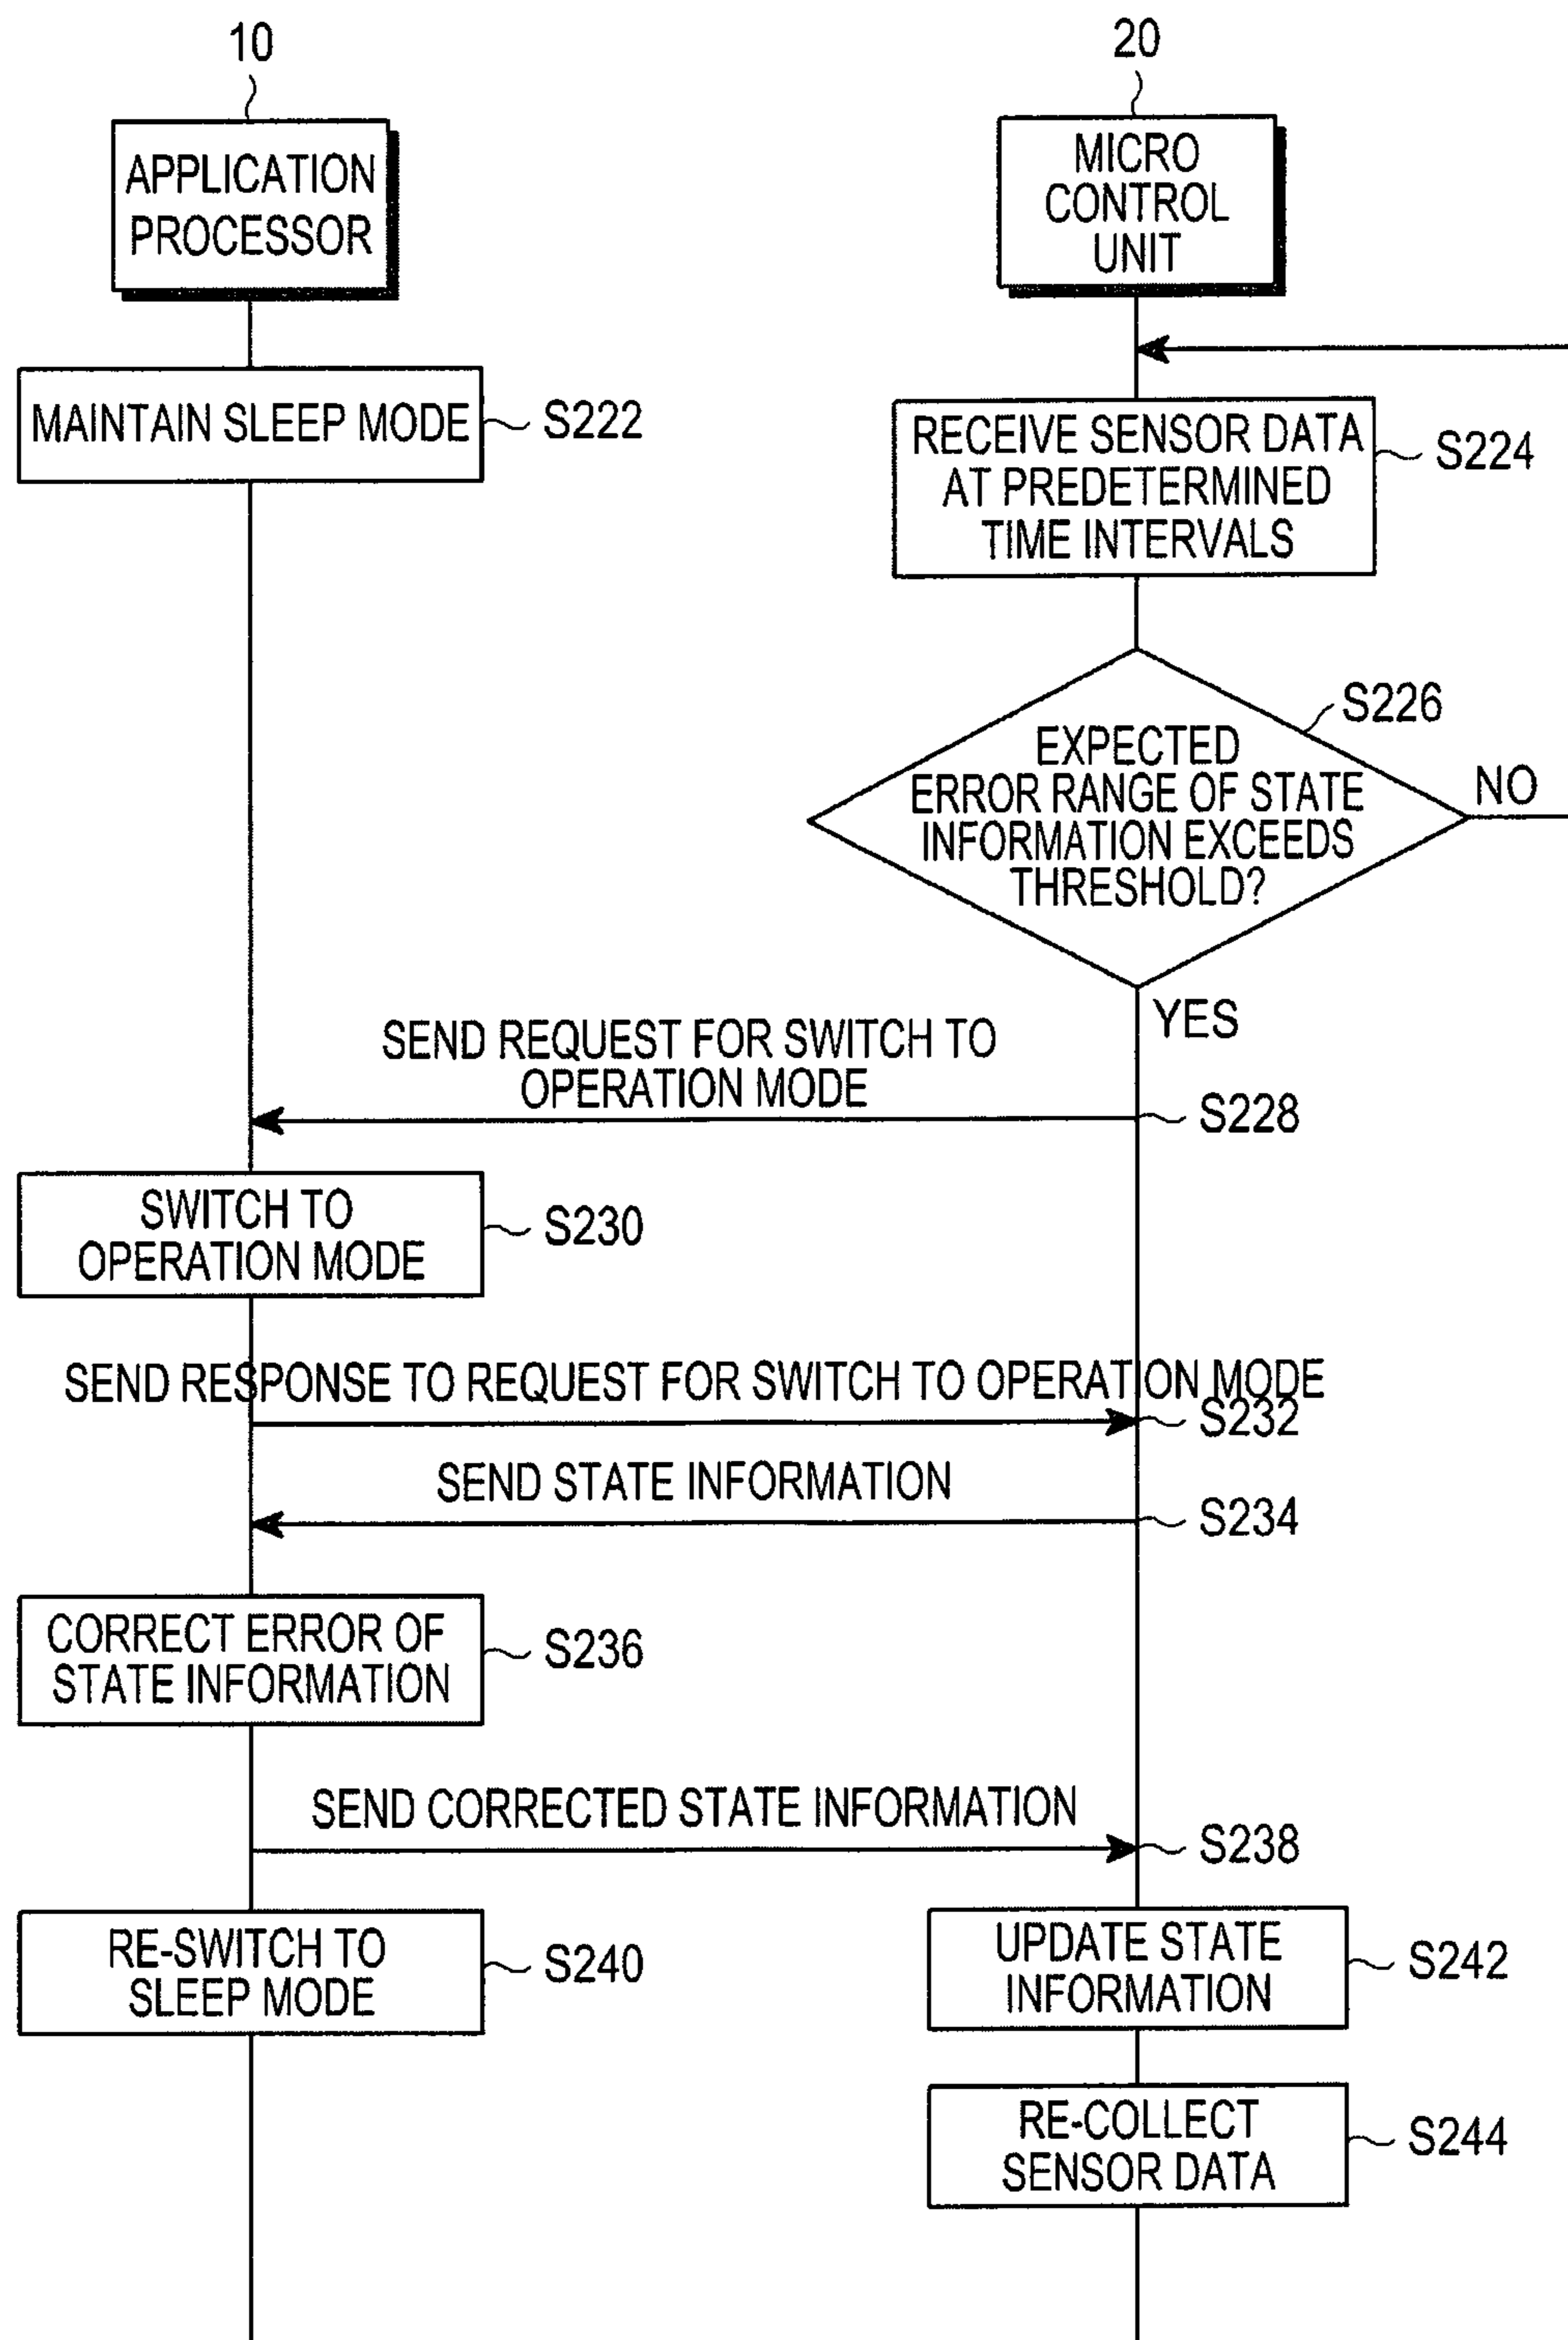 10
20
APPLICATION
PROCESSOR
MICRO
CONTROL
UNIT
MAINTAIN SLEEP MODE
S222
RECEIVE SENSOR DATA
AT PREDETERMINED
TIME INTERVALS
S224
S226
EXPECTED
ERROR RANGE OF STATE
INFORMATION EXCEEDS
THRESHOLD?
NO
YES
SEND REQUEST FOR SWITCH TO
OPERATION MODE
S228
SWITCH TO
OPERATION MODE
S230
SEND RESPONSE TO REQUEST FOR SWITCH TO OPERATION MODE
S232
SEND STATE INFORMATION
S234
CORRECT ERROR OF
STATE INFORMATION
S236
SEND CORRECTED STATE INFORMATION
S238
RE-SWITCH TO
SLEEP MODE
S240
UPDATE STATE
INFORMATION
S242
RE-COLLECT
SENSOR DATA
S244